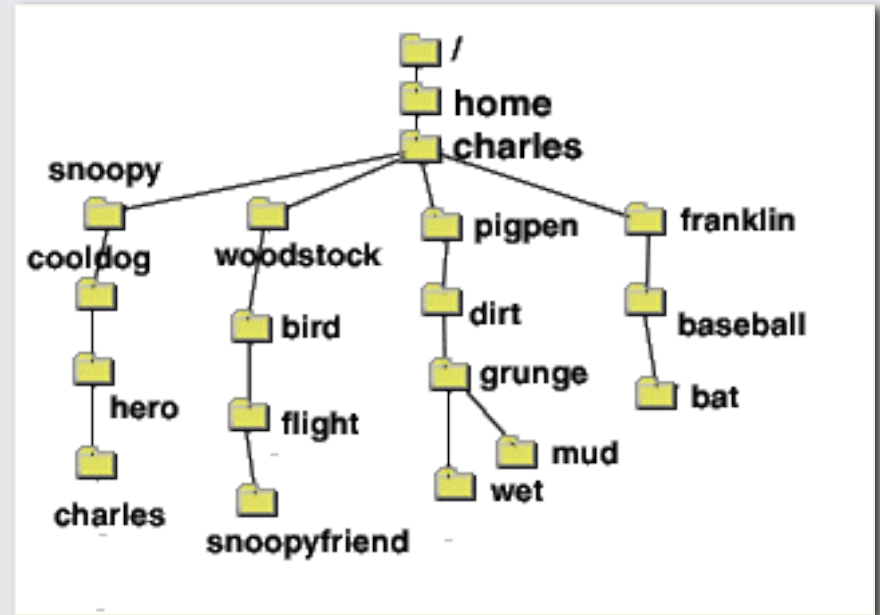 /
home
charles
snoopy
cooldog
hero
charles
woodstock
bird
flight
snoopyfriend
pigpen
dirt
grunge
mud
wet
franklin
baseball
bat